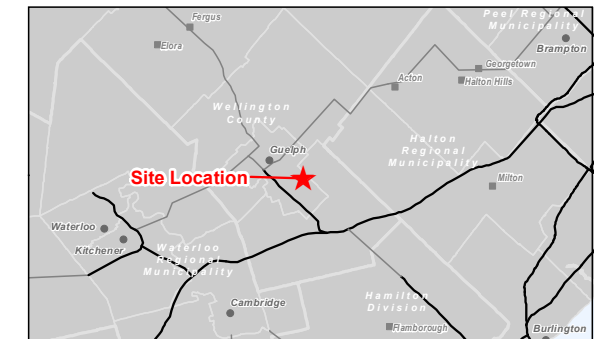 Peel Regional
Municipality
Fergus
Elora
Brampton
Georgetown
Acton
Halton Hills
Wellington
County
Halton
Regional
Municipality
Guelph
Site Location
Milton
Waterloo
Kitchener
Waterloo
Regional
Municipality
Cambridge
Hamilton
Division
Flamborough
Burlington